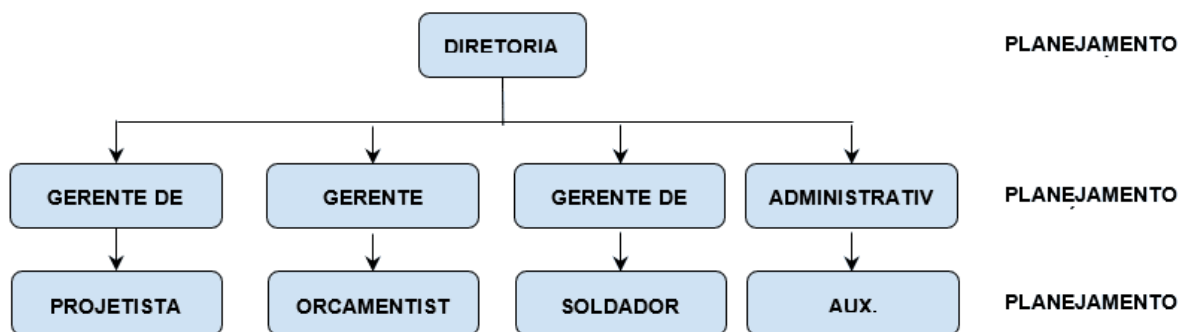 DIRETORIA
PLANEJAMENTO
GERENTE DE
GERENTE
GERENTE DE
ADMINISTRATIV
PLANEJAMENTO
PROJETISTA
ORCAMENTIST
SOLDADOR
AUX.
PLANEJAMENTO